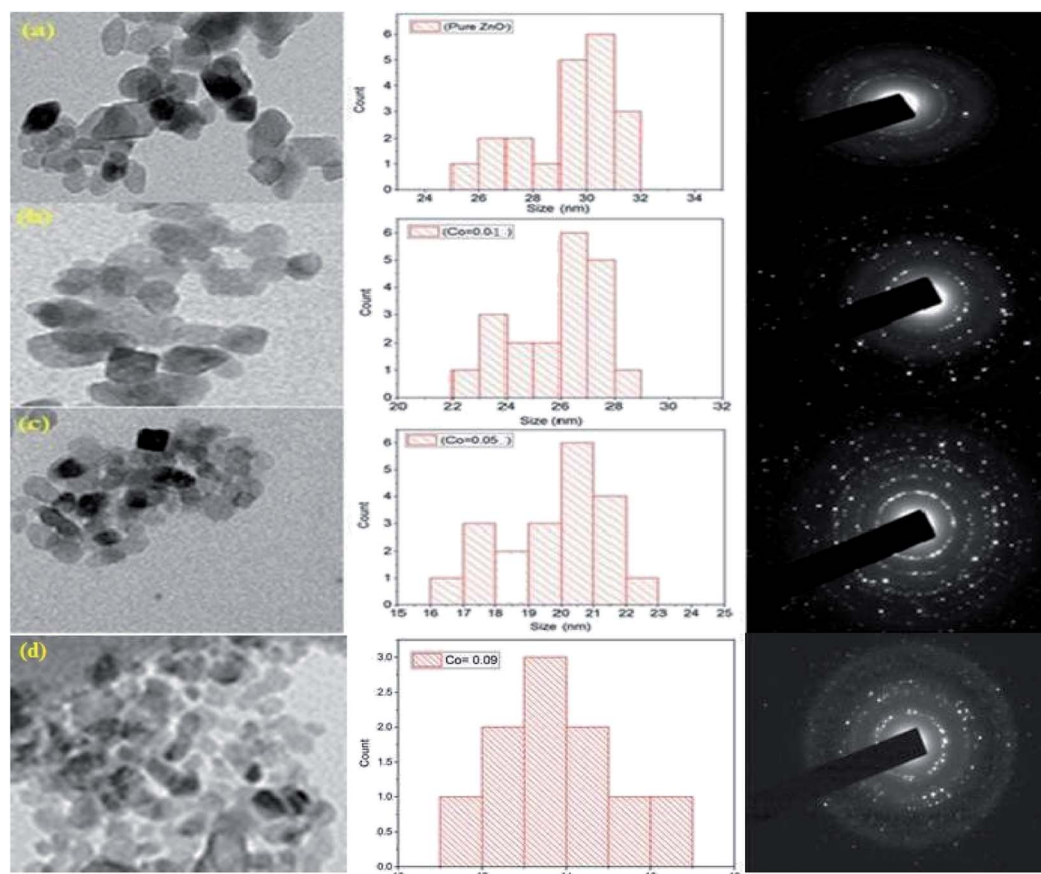 (a)
(Pure ZnO)
6
5
4
3
2
1
0
Count
24 26 28 30 32 34
Size (nm)
(b)
(Co=0.01)
6
5
4
3
2
1
0
Count
20 22 24 26 28 30 32
Size (nm)
(c)
(Co=0.05)
6
5
4
3
2
1
0
Count
15 16 17 18 19 20 21 22 23 24 25
Size (nm)
(d)
Co= 0.09
3.0
2.5
2.0
1.5
1.0
0.5
0.0
Count